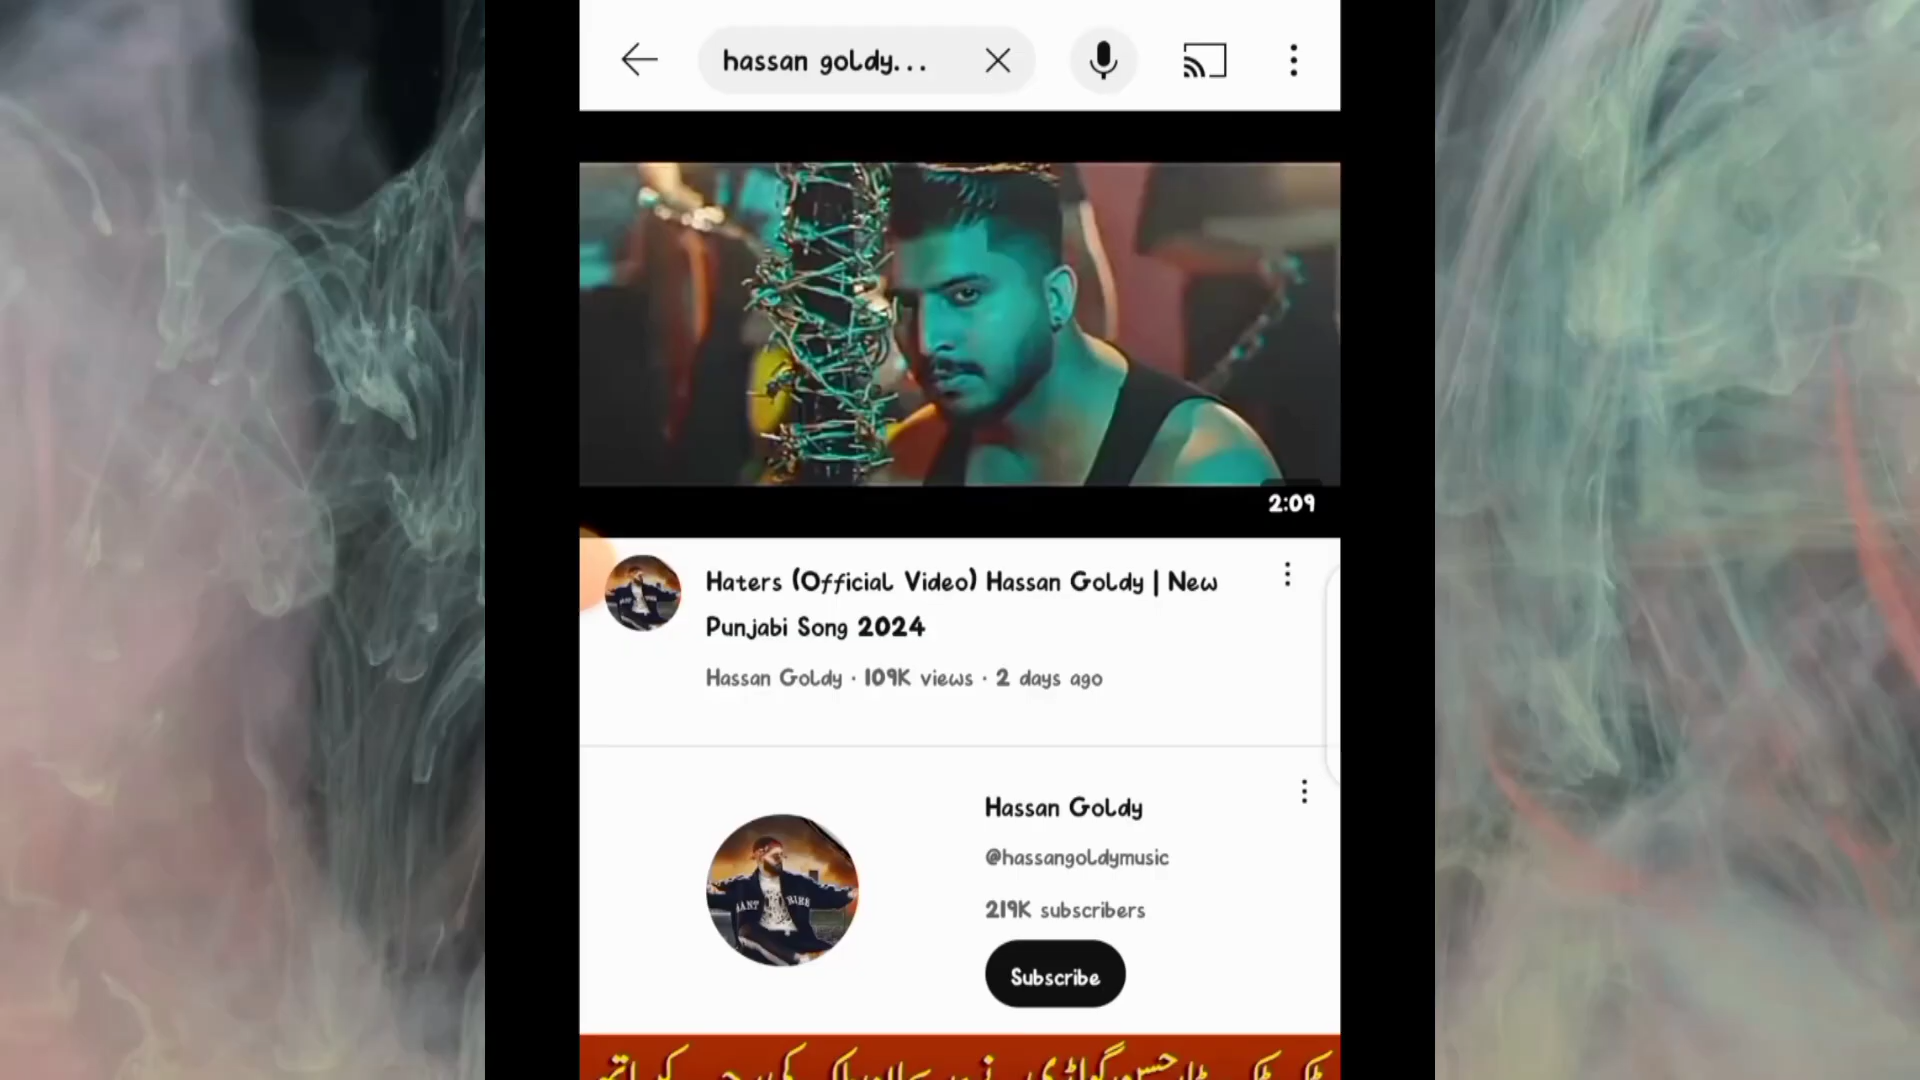 hassan goldy...
2:09
Haters (Official Video) Hassan Goldy | New
Punjabi Song 2024
Hassan Goldy · 109K views · 2 days ago
Hassan Goldy
@hassangoldymusic
219K subscribers
Subscribe